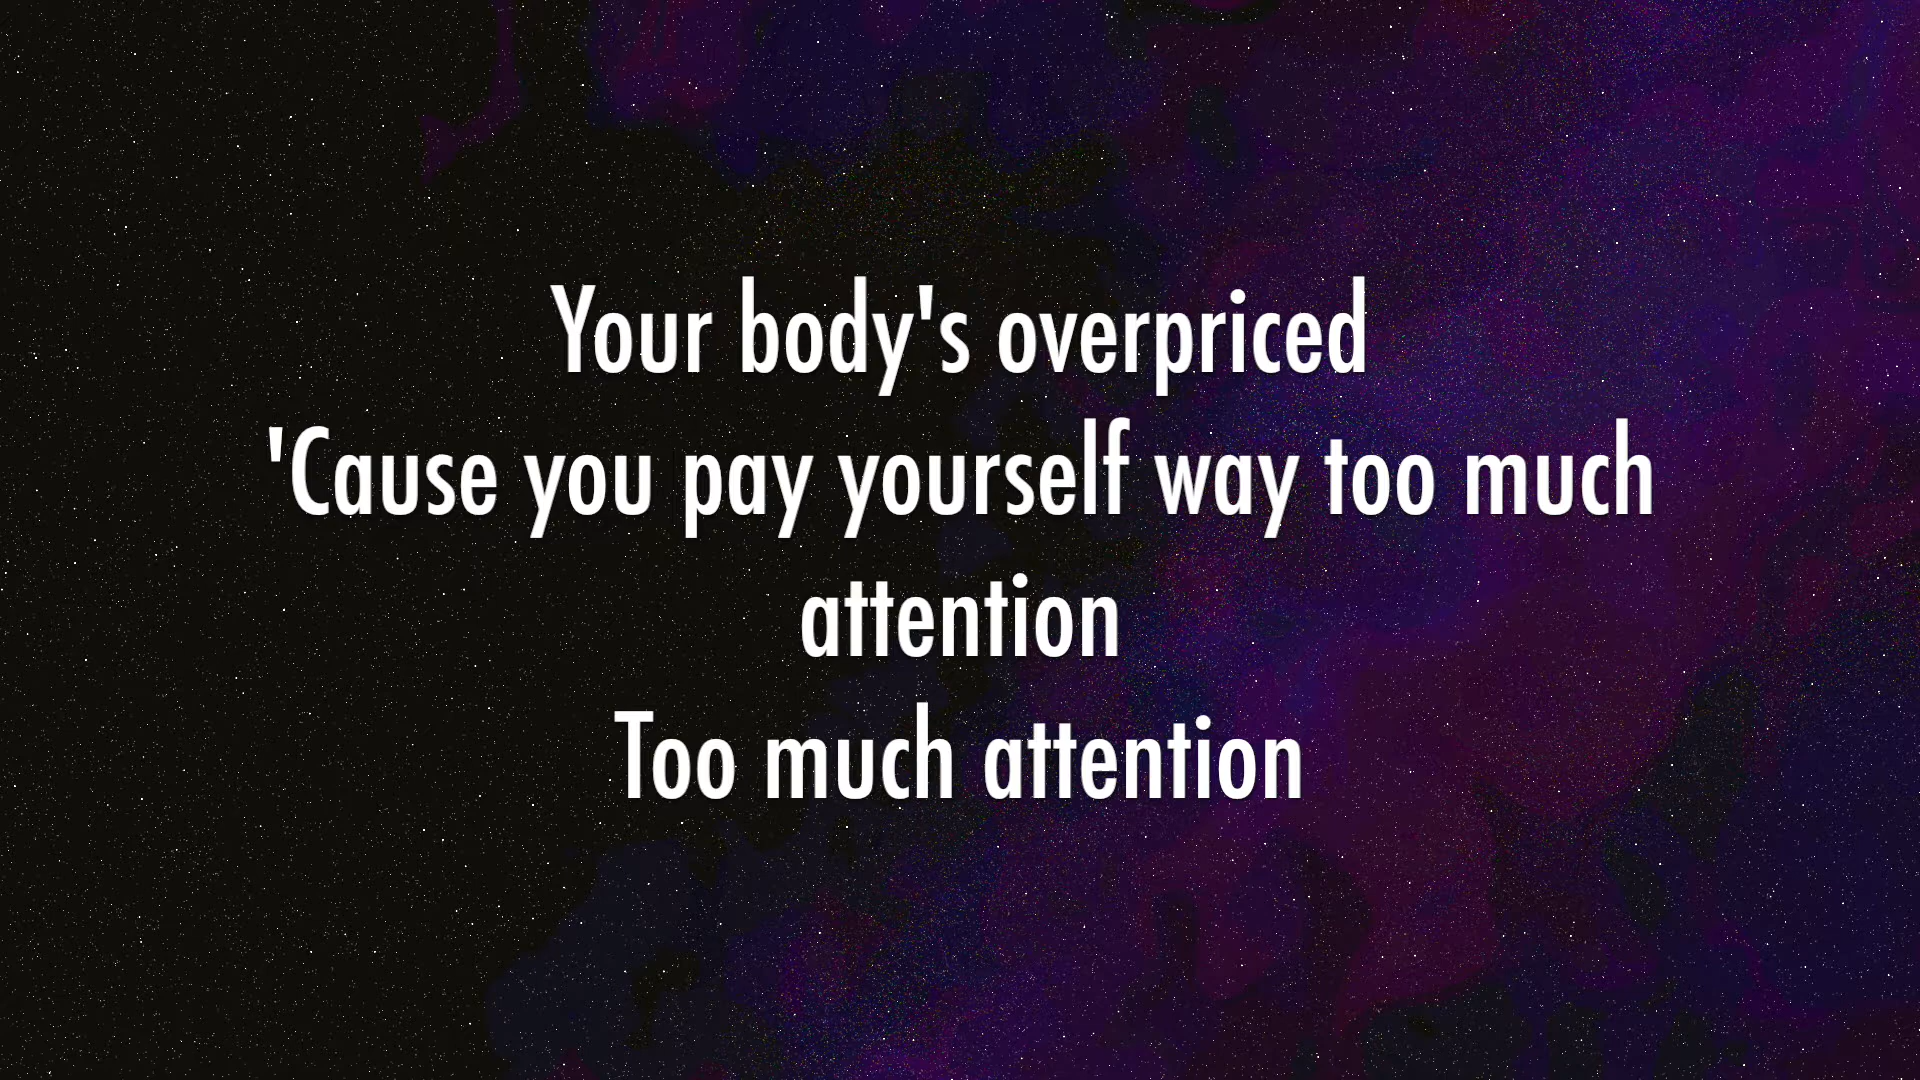 Your body's overpriced
'Cause you pay yourself way too much
attention
Too much attention